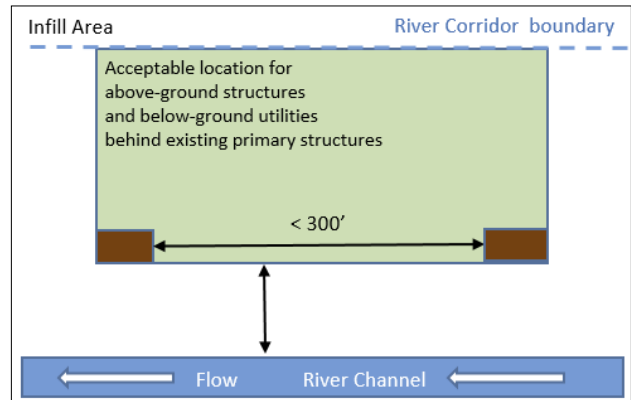 Infill Area
River Corridor boundary
Acceptable location for
above-ground structures
and below-ground utilities
behind existing primary structures
< 300’
Flow
River Channel